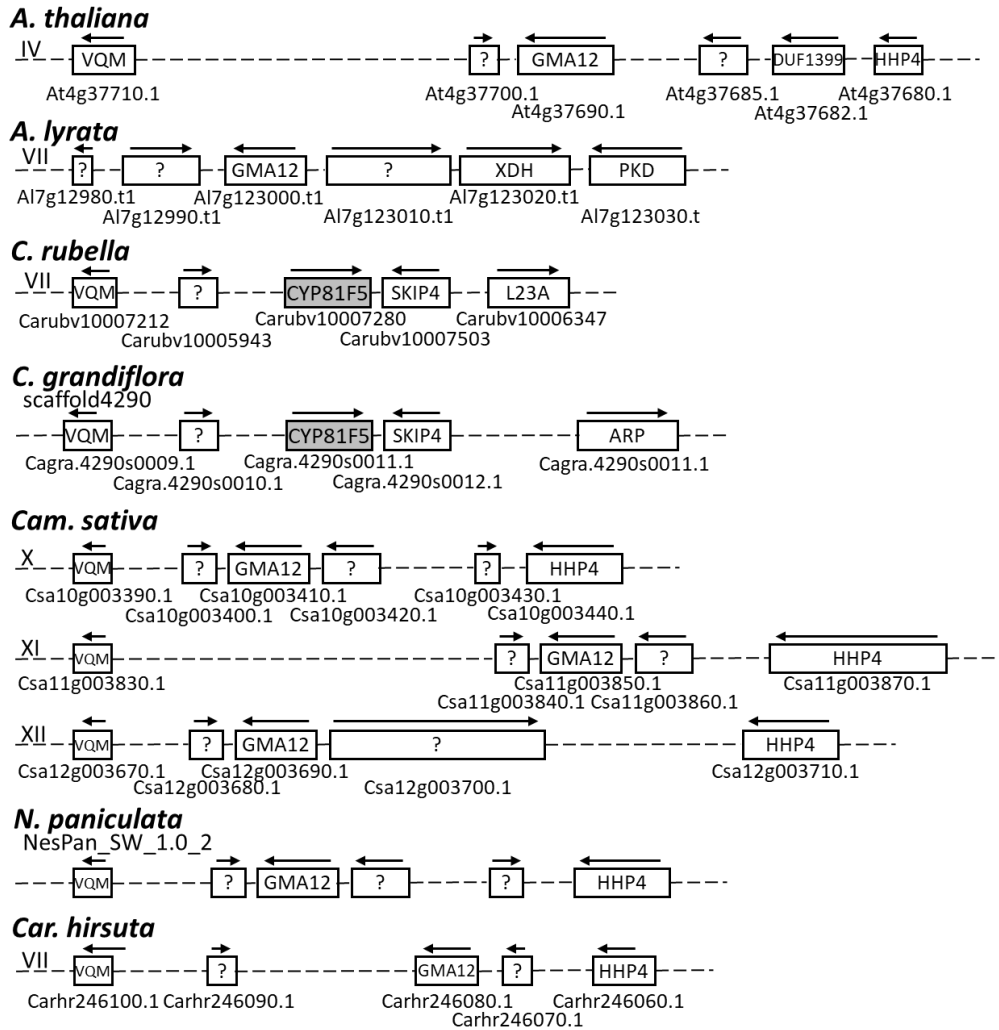 A. thaliana
IV
VQM ? GMA12 ? DUF1399 HHP4
At4g37710.1 At4g37700.1 At4g37685.1 At4g37680.1
At4g37690.1 At4g37682.1
A. lyrata
VII
? ? GMA12 ? XDH PKD
Al7g12980.t1 Al7g123000.t1 Al7g123020.t1
Al7g12990.t1 Al7g123010.t1 Al7g123030.t
C. rubella
VII
VQM ? CYP81F5 SKIP4 L23A
Carubv10007212 Carubv10007280 Carubv10006347
Carubv10005943 Carubv10007503
C. grandiflora
scaffold4290
VQM ? CYP81F5 SKIP4 ARP
Cagra.4290s0009.1 Cagra.4290s0011.1 Cagra.4290s0011.1
Cagra.4290s0010.1 Cagra.4290s0012.1
Cam. sativa
X
VQM ? GMA12 ? ? HHP4
Csa10g003390.1 Csa10g003410.1 Csa10g003430.1
Csa10g003400.1 Csa10g003420.1 Csa10g003440.1
XI
VQM ? GMA12 ? HHP4
Csa11g003830.1 Csa11g003850.1 Csa11g003870.1
Csa11g003840.1 Csa11g003860.1
XII
VQM ? GMA12 ? HHP4
Csa12g003670.1 Csa12g003690.1 Csa12g003710.1
Csa12g003680.1 Csa12g003700.1
N. paniculata
NesPan_SW_1.0_2
VQM ? GMA12 ? ? HHP4
Car. hirsuta
VII
VQM ? GMA12 ? HHP4
Carhr246100.1 Carhr246090.1 Carhr246080.1 Carhr246060.1
Carhr246070.1